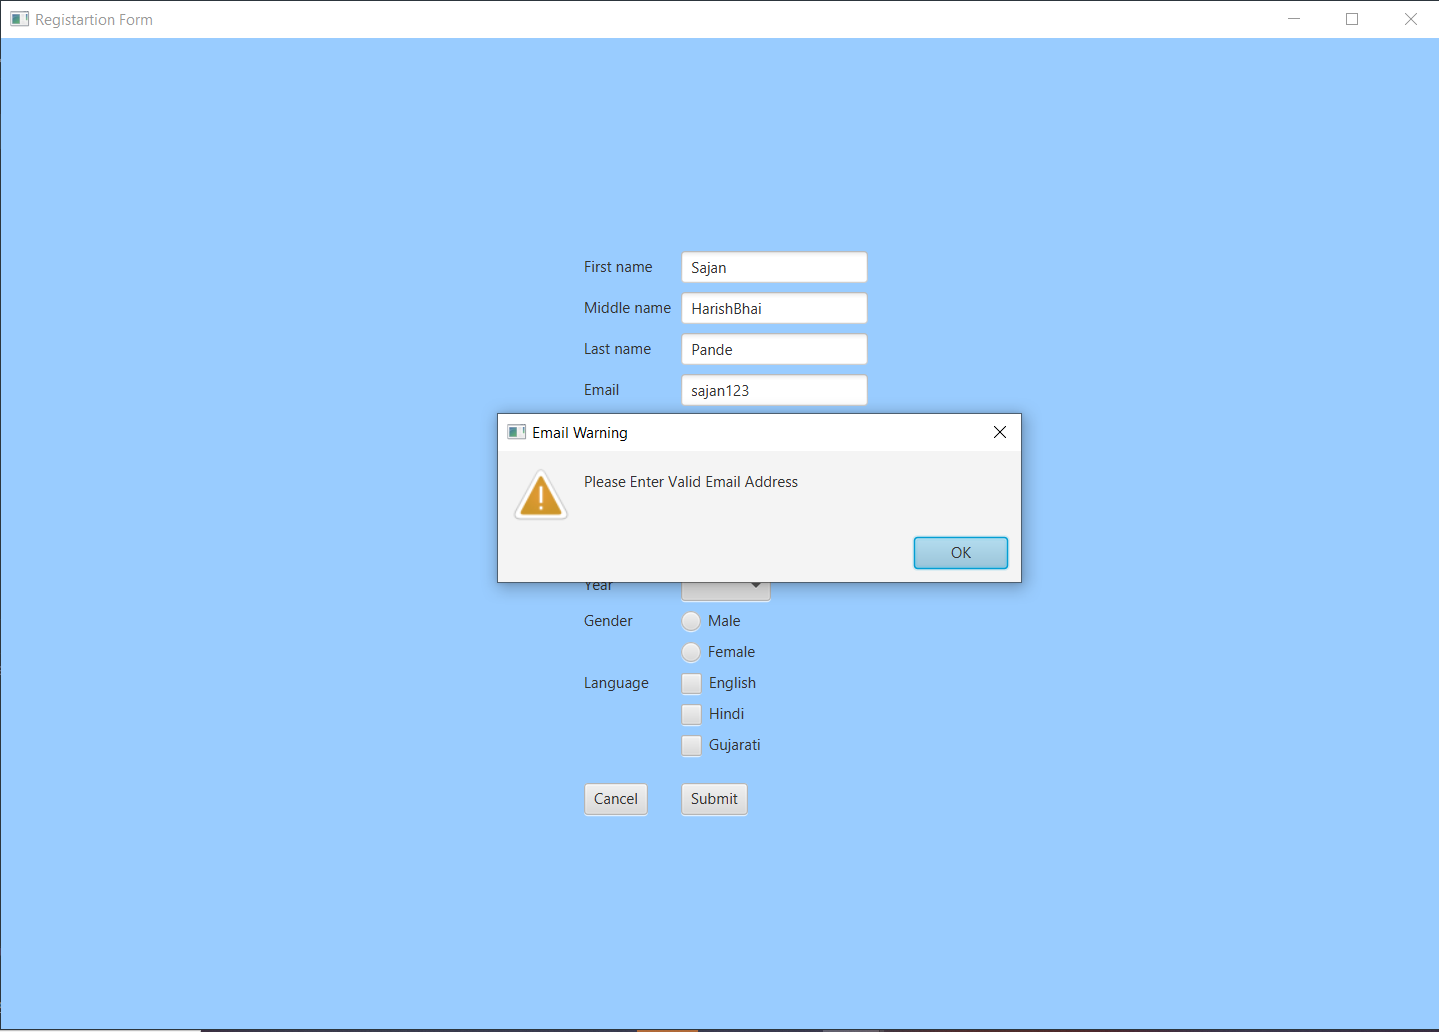 Registartion Form
First name Sajan
Middle name HarishBhai
Last name Pande
Email sajan123
Email Warning
Please Enter Valid Email Address
OK
Year
Gender Male
Female
Language English
Hindi
Gujarati
Cancel Submit